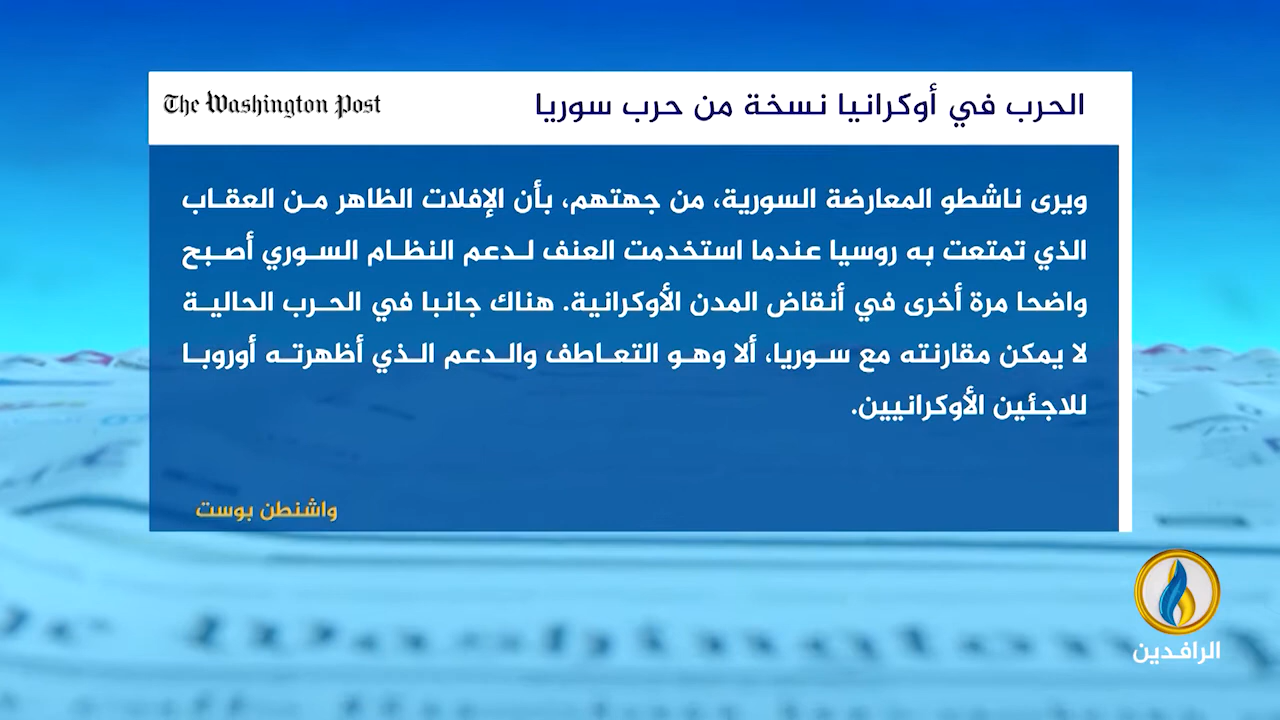 The Washington Post
الحرب في أوكرانيا نسخة من حرب سوريا
ويرى ناشطو المعارضة السورية، من جهتهم، بأن الإفلات الظاهر من العقاب
الذي تمتعت به روسيا عندما استخدمت العنف لدعم النظام السوري أصبح
واضحا مرة أخرى في أنقاض المدن الأوكرانية. هناك جانبا في الحرب الحالية
لا يمكن مقارنته مع سوريا، ألا وهو التعاطف والدعم الذي أظهرته أوروبا
للاجئين الأوكرانيين.
واشنطن بوست
الرافدين